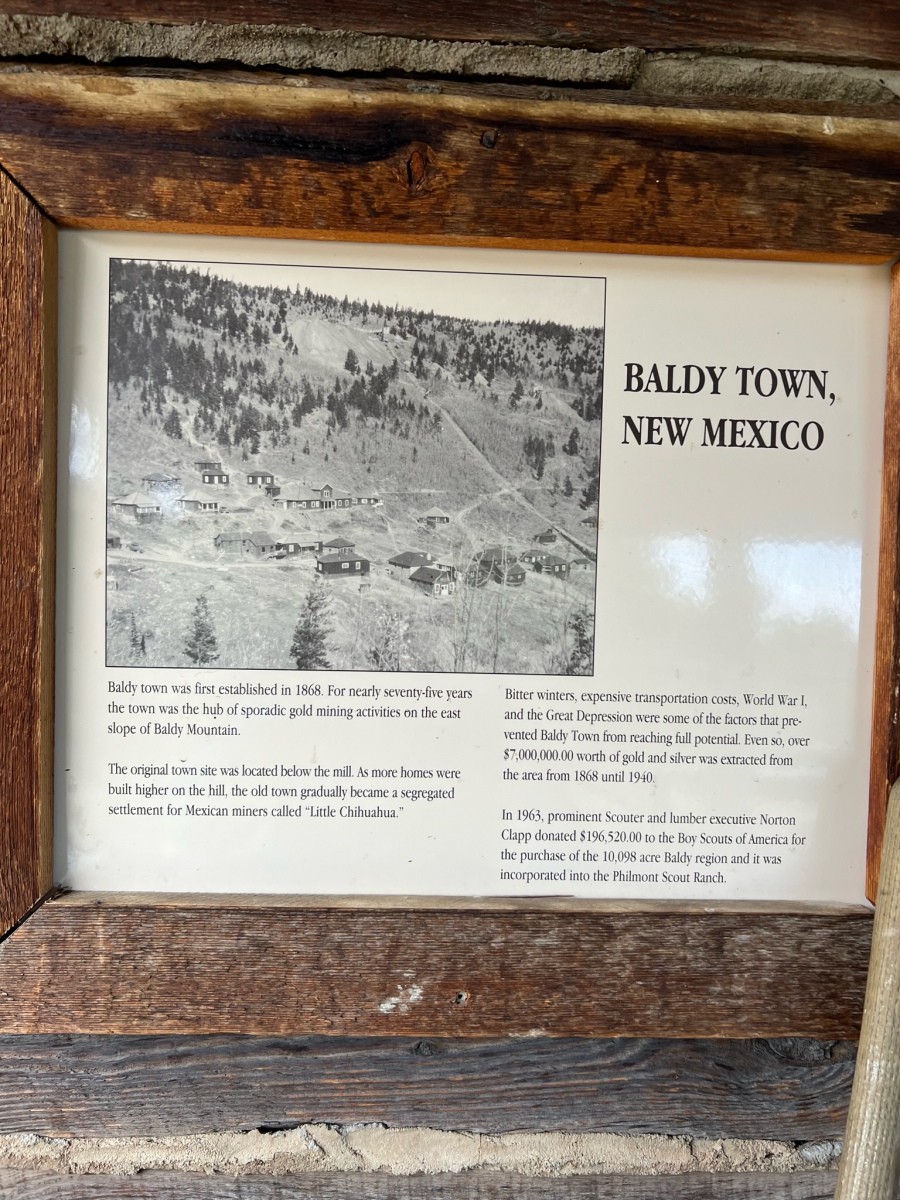 BALDY TOWN,
NEW MEXICO
Baldy town was first established in 1868. For nearly seventy-five years
the town was the hub of sporadic gold mining activities on the east
slope of Baldy Mountain.
The original town site was located below the mill. As more homes were
built higher on the hill, the old town gradually became a segregated
settlement for Mexican miners called “Little Chihuahua.”
Bitter winters, expensive transportation costs, World War I,
and the Great Depression were some of the factors that pre-
vented Baldy Town from reaching full potential. Even so, over
$7,000,000.00 worth of gold and silver was extracted from
the area from 1868 until 1940.
In 1963, prominent Scouter and lumber executive Norton
Clapp donated $196,520.00 to the Boy Scouts of America for
the purchase of the 10,098 acre Baldy region and it was
incorporated into the Philmont Scout Ranch.